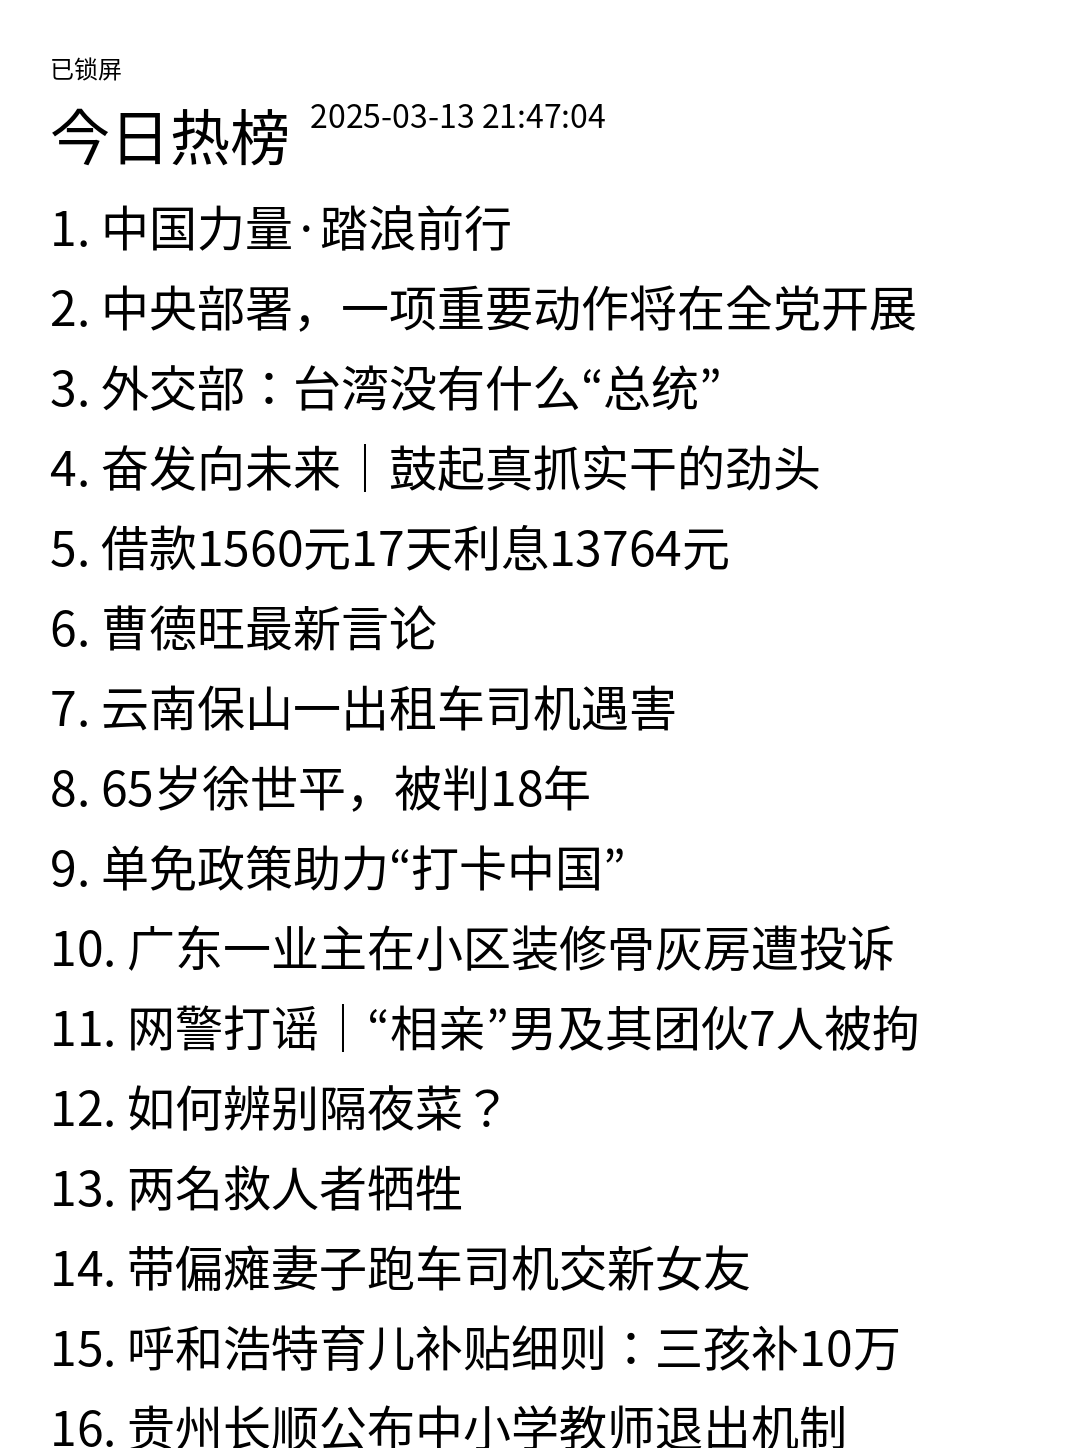 已锁屏
今日热榜 2025-03-13 21:47:04
1. 中国力量·踏浪前行
2. 中央部署，一项重要动作将在全党开展
3. 外交部：台湾没有什么“总统”
4. 奋发向未来｜鼓起真抓实干的劲头
5. 借款1560元17天利息13764元
6. 曹德旺最新言论
7. 云南保山一出租车司机遇害
8. 65岁徐世平，被判18年
9. 单免政策助力“打卡中国”
10. 广东一业主在小区装修骨灰房遭投诉
11. 网警打谣｜“相亲”男及其团伙7人被拘
12. 如何辨别隔夜菜？
13. 两名救人者牺牲
14. 带偏瘫妻子跑车司机交新女友
15. 呼和浩特育儿补贴细则：三孩补10万
16. 贵州长顺公布中小学教师退出机制